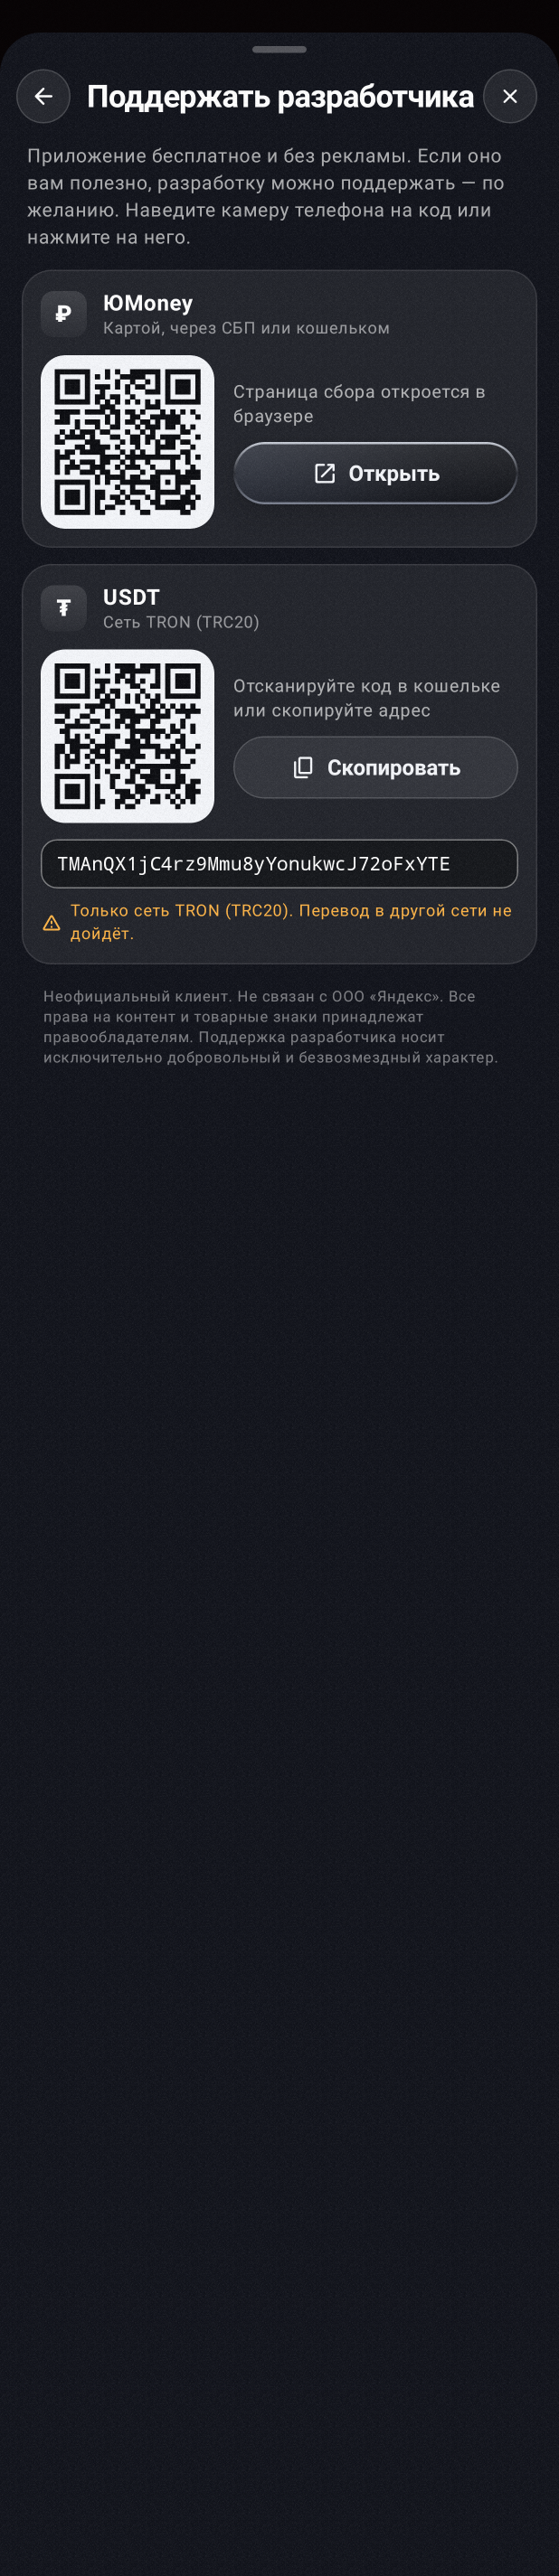 Поддержать разработчика
Приложение бесплатное и без рекламы. Если оно
вам полезно, разработку можно поддержать — по
желанию. Наведите камеру телефона на код или
нажмите на него.
₽
ЮMoney
Картой, через СБП или кошельком
Страница сбора откроется в
браузере
Открыть
₮
USDT
Сеть TRON (TRC20)
Отсканируйте код в кошельке
или скопируйте адрес
Скопировать
TMAnQX1jC4rz9Mmu8yYonukwcJ72oFxYTE
Только сеть TRON (TRC20). Перевод в другой сети не
дойдёт.
Неофициальный клиент. Не связан с ООО «Яндекс». Все
права на контент и товарные знаки принадлежат
правообладателям. Поддержка разработчика носит
исключительно добровольный и безвозмездный характер.